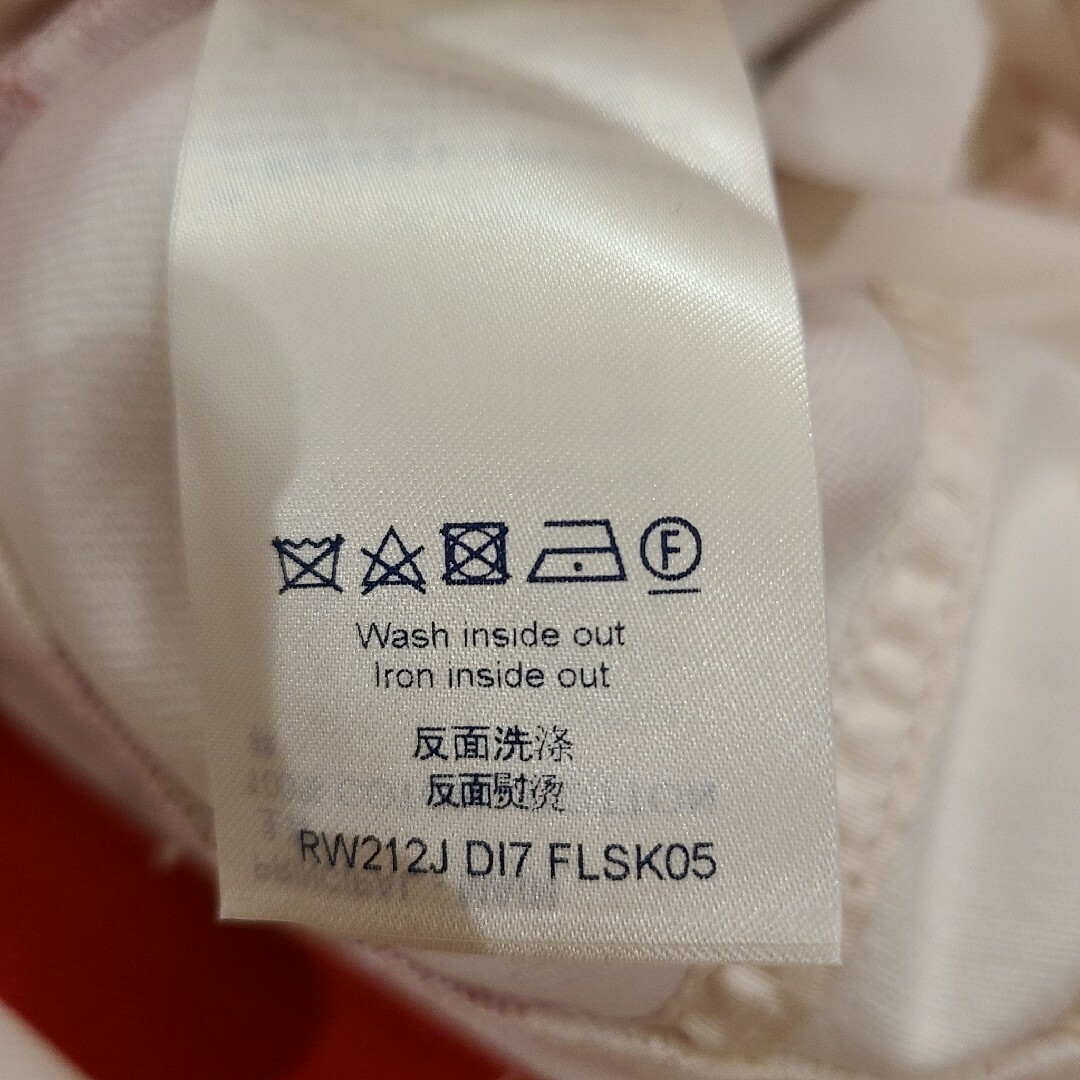 F
Wash inside out
Iron inside out
反面洗涤
反面熨烫
RW212J DI7 FLSK05